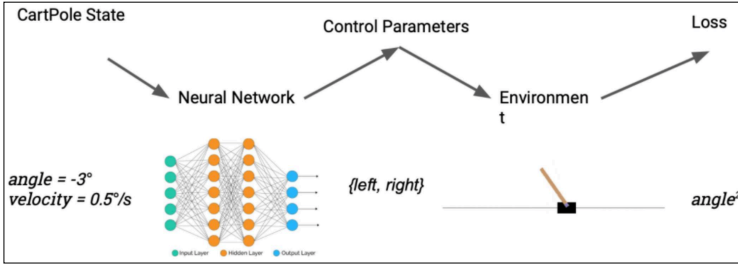 CartPole State
Control Parameters
Loss
Neural Network
Environmen
t
angle = -3°
velocity = 0.5°/s
{left, right}
angle²
Input Layer
Hidden Layer
Output Layer